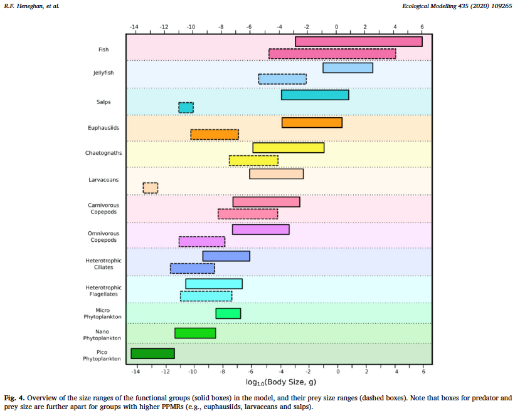 R.F. Heneghan, et al.
Ecological Modelling 435 (2020) 109265
-14 -12 -10 -8 -6 -4 -2 0 2 4 6
Fish
Jellyfish
Salps
Euphausiids
Chaetognaths
Larvaceans
Carnivorous
Copepods
Omnivorous
Copepods
Heterotrophic
Ciliates
Heterotrophic
Flagellates
Micro
Phytoplankton
Nano
Phytoplankton
Pico
Phytoplankton
-14 -12 -10 -8 -6 -4 -2 0 2 4 6
log10(Body Size, g)
Fig. 4. Overview of the size ranges of the functional groups (solid boxes) in the model, and their prey size ranges (dashed boxes). Note that boxes for predator and
prey size are further apart for groups with higher PPMRs (e.g., euphausiids, larvaceans and salps).